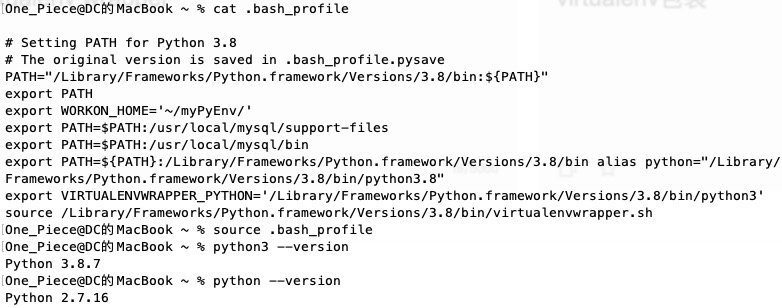 One_Piece@DC的MacBook ~ % cat .bash_profile
# Setting PATH for Python 3.8
# The original version is saved in .bash_profile.pysave
PATH="/Library/Frameworks/Python.framework/Versions/3.8/bin:${PATH}"
export PATH
export WORKON_HOME='~/myPyEnv/'
export PATH=$PATH:/usr/local/mysql/support-files
export PATH=$PATH:/usr/local/mysql/bin
export PATH=${PATH}:/Library/Frameworks/Python.framework/Versions/3.8/bin alias python="/Library/
Frameworks/Python.framework/Versions/3.8/bin/python3.8"
export VIRTUALENVWRAPPER_PYTHON='/Library/Frameworks/Python.framework/Versions/3.8/bin/python3'
source /Library/Frameworks/Python.framework/Versions/3.8/bin/virtualenvwrapper.sh
One_Piece@DC的MacBook ~ % source .bash_profile
One_Piece@DC的MacBook ~ % python3 --version
Python 3.8.7
One_Piece@DC的MacBook ~ % python --version
Python 2.7.16